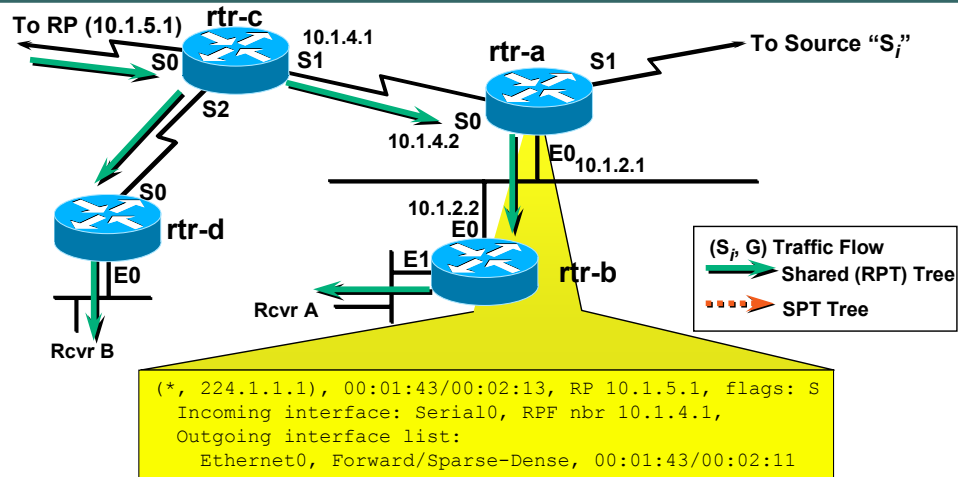 To RP (10.1.5.1)
rtr-c
10.1.4.1
S0
S1
S2
rtr-a
S1
To Source "Si"
S0
10.1.4.2
E0
10.1.2.1
S0
rtr-d
E0
Rcvr B
10.1.2.2
E0
E1
rtr-b
Rcvr A
(Si, G) Traffic Flow
Shared (RPT) Tree
SPT Tree
(*, 224.1.1.1), 00:01:43/00:02:13, RP 10.1.5.1, flags: S
Incoming interface: Serial0, RPF nbr 10.1.4.1,
Outgoing interface list:
Ethernet0, Forward/Sparse-Dense, 00:01:43/00:02:11